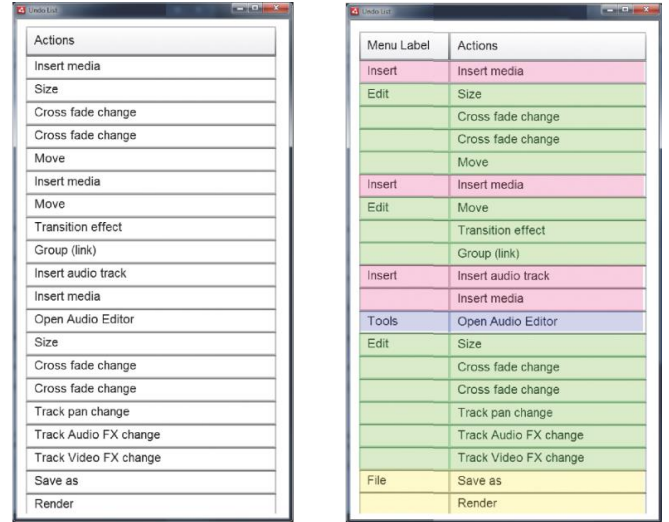 Undo List
Actions
Insert media
Size
Cross fade change
Cross fade change
Move
Insert media
Move
Transition effect
Group (link)
Insert audio track
Insert media
Open Audio Editor
Size
Cross fade change
Cross fade change
Track pan change
Track Audio FX change
Track Video FX change
Save as
Render
Undo List
Menu Label Actions
Insert Insert media
Edit Size
Cross fade change
Cross fade change
Move
Insert Insert media
Edit Move
Transition effect
Group (link)
Insert Insert audio track
Insert media
Tools Open Audio Editor
Edit Size
Cross fade change
Cross fade change
Track pan change
Track Audio FX change
Track Video FX change
File Save as
Render